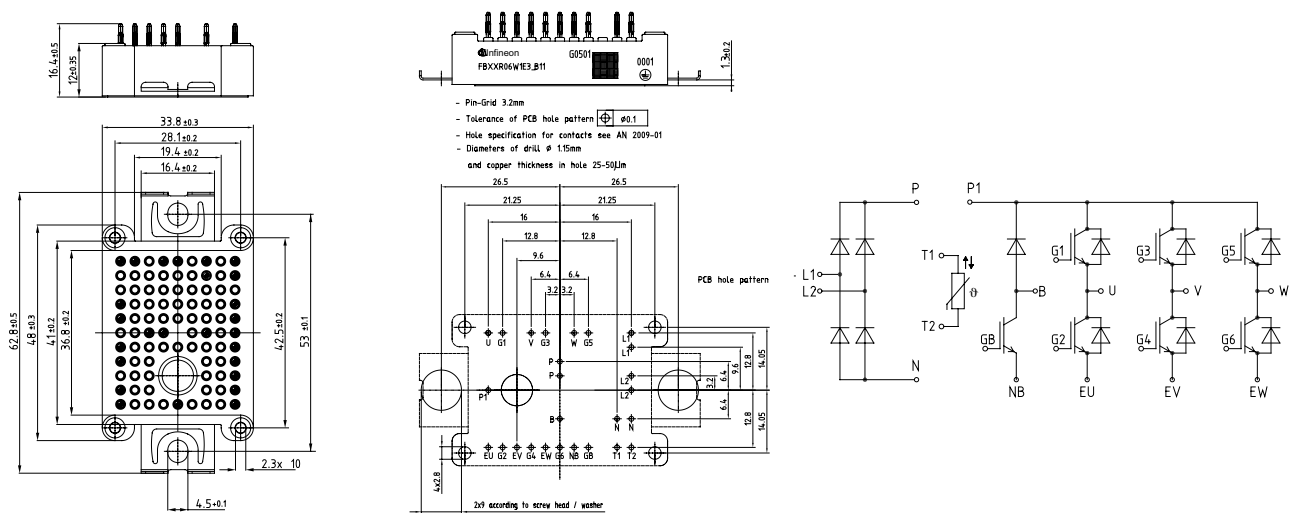 16.4±0.5
12±0.35
33.8±0.3
28.1±0.2
19.4 ±0.2
16.4±0.2
62.8±0.5
48±0.3
41±0.2
36.8 ±0.2
42.5±0.2
53 ±0.1
2.3x 10
4.5+0.1
infineon
G0501
FBXXR06W1E3_B11
0001
1.3±0.2
- Pin-Grid 3.2mm
- Tolerance of PCB hole pattern ⌖ ø0.1
- Hole specification for contacts see AN 2009-01
- Diameters of drill ø 1.15mm
and copper thickness in hole 25-50µm
26.5 26.5
21.25 21.25
16 16
12.8 12.8
9.6
6.4 6.4
3.2 3.2
PCB hole pattern
U G1 V G3 W G5 L1
L1
P
P
L2
L2
P1
B
N N
EU G2 EV G4 EW G6 NB GB T1 T2
3.2
6.4
9.6
12.8
14.05
6.4
12.8
14.05
4x2.8
2x9 according to screw head / washer
P P1
G1 G3 G5
T1
L1
L2
ϑ
B U V W
T2
GB G2 G4 G6
N
NB EU EV EW